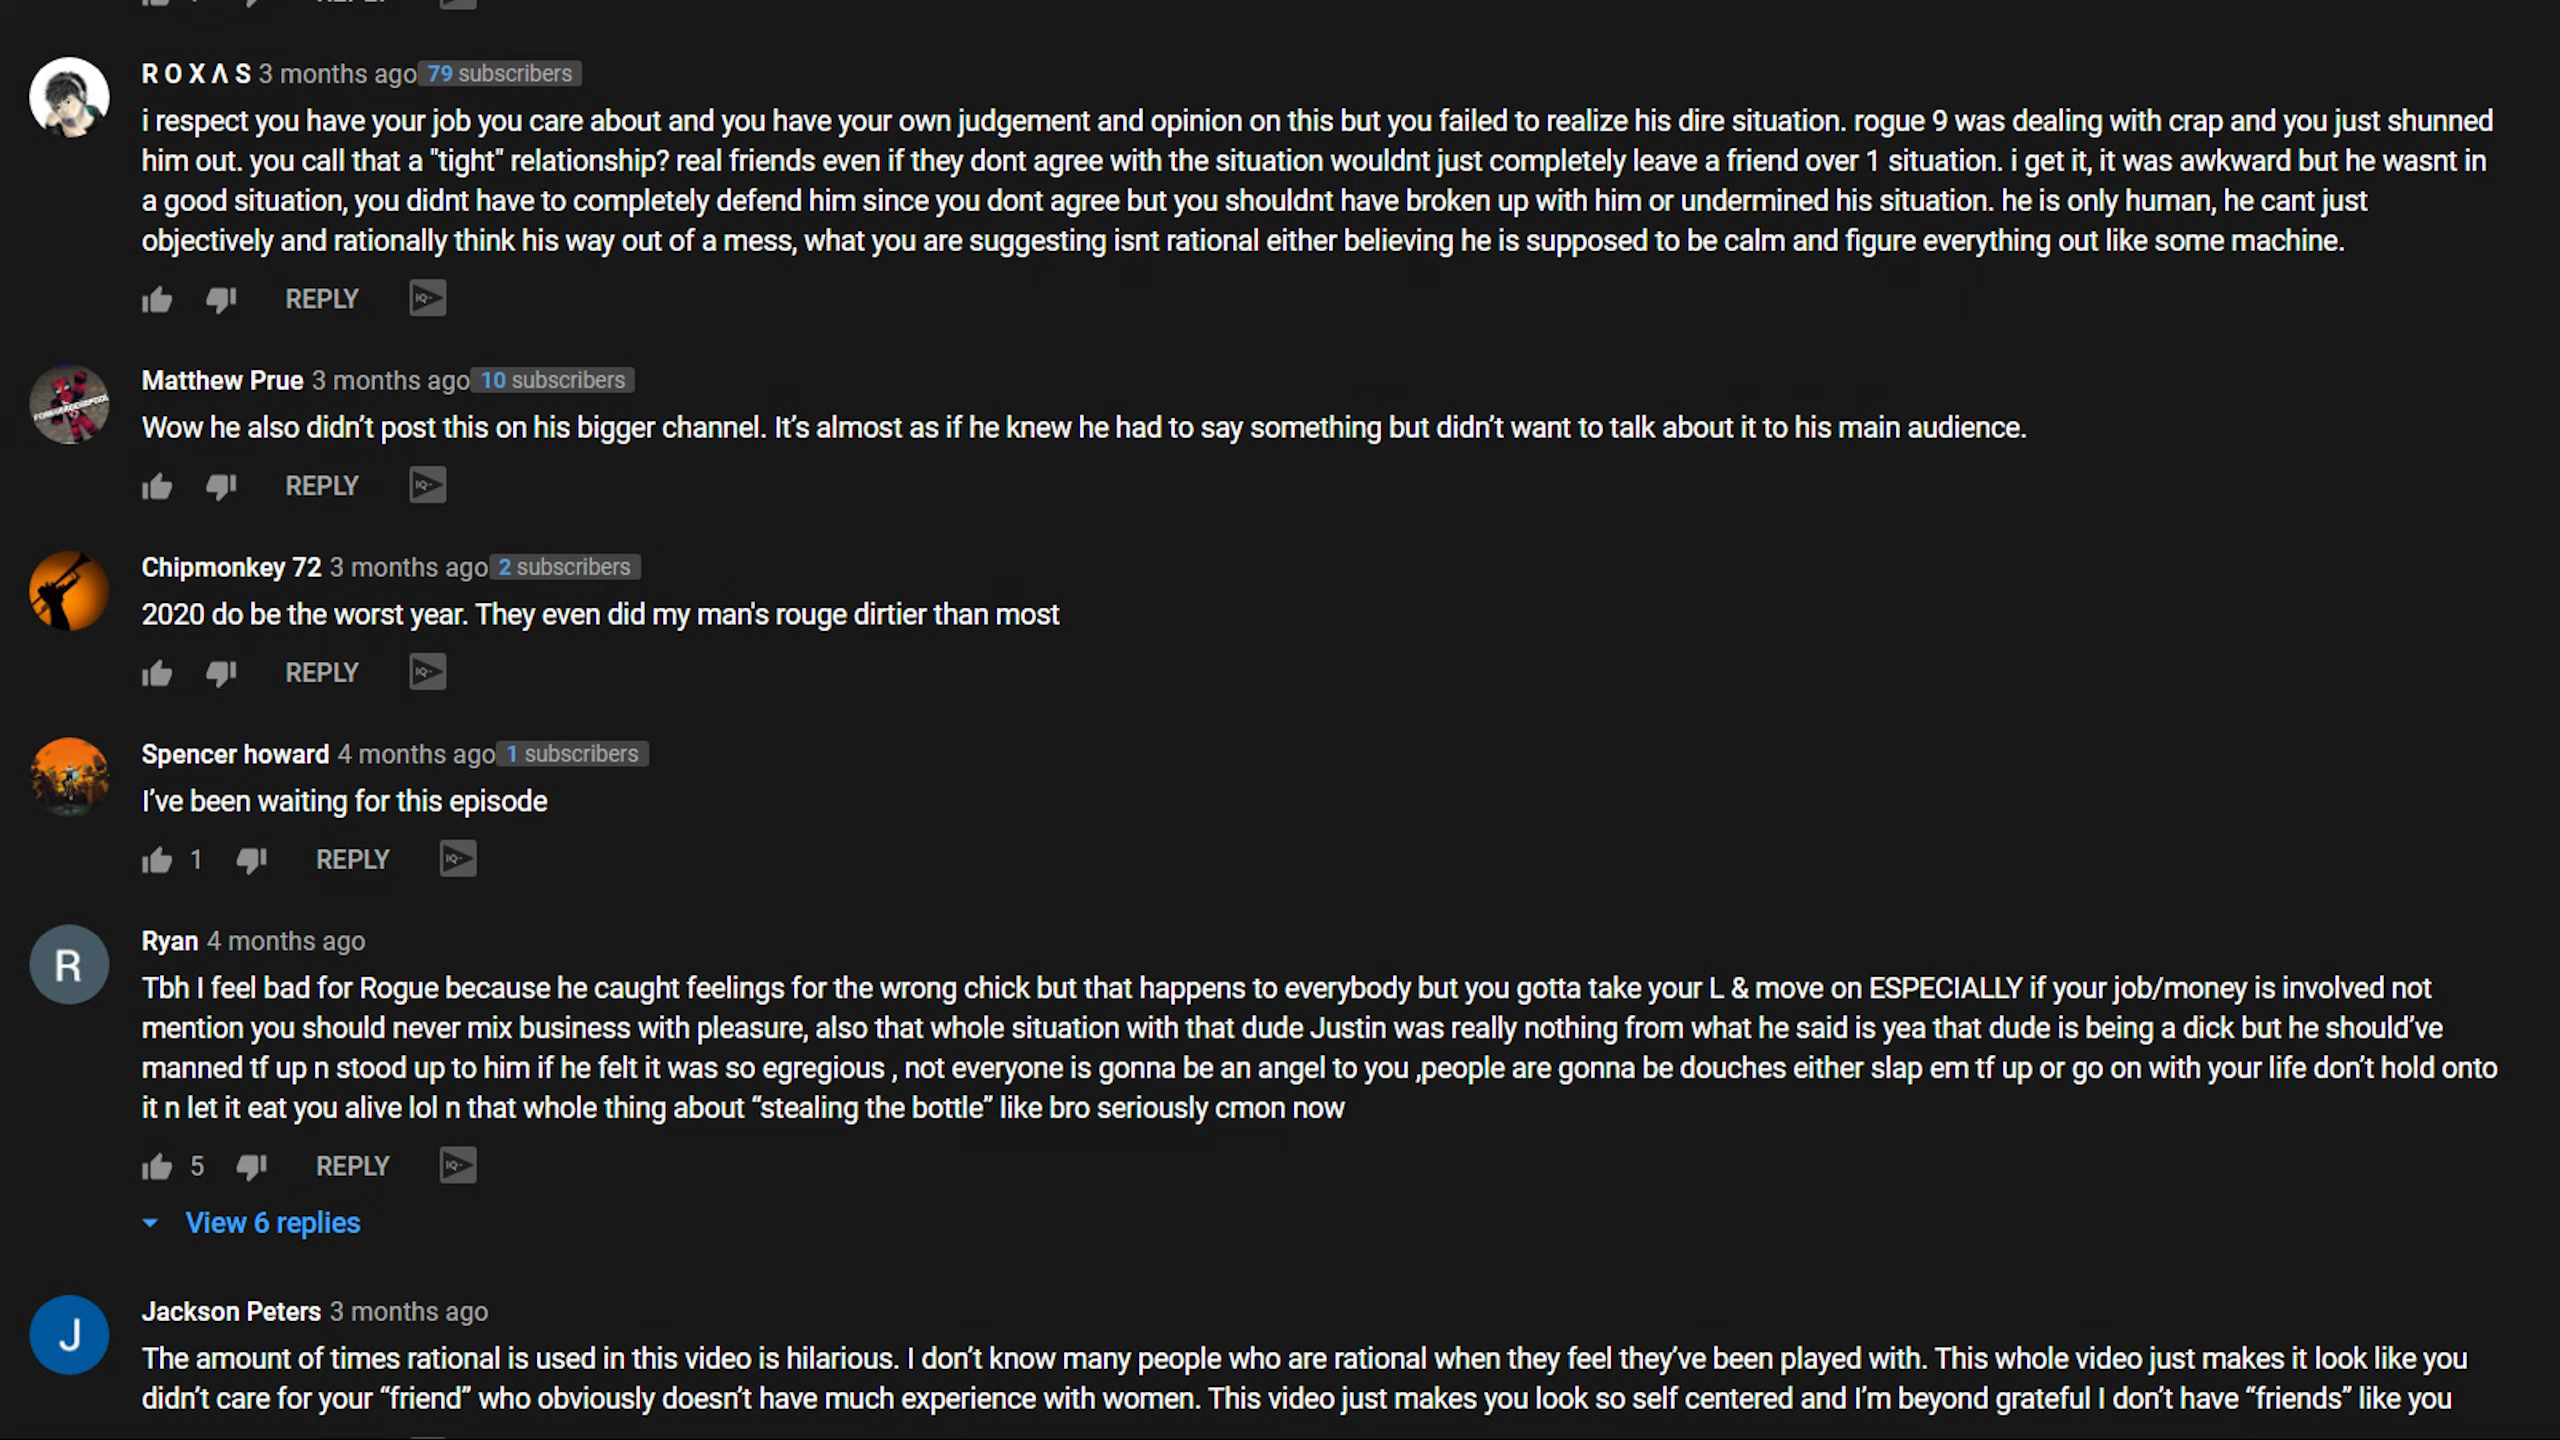 R O X Λ S 3 months ago 79 subscribers
i respect you have your job you care about and you have your own judgement and opinion on this but you failed to realize his dire situation. rogue 9 was dealing with crap and you just shunned
him out. you call that a "tight" relationship? real friends even if they dont agree with the situation wouldnt just completely leave a friend over 1 situation. i get it, it was awkward but he wasnt in
a good situation, you didnt have to completely defend him since you dont agree but you shouldnt have broken up with him or undermined his situation. he is only human, he cant just
objectively and rationally think his way out of a mess, what you are suggesting isnt rational either believing he is supposed to be calm and figure everything out like some machine.
REPLY IQ
Matthew Prue 3 months ago 10 subscribers
Wow he also didn’t post this on his bigger channel. It’s almost as if he knew he had to say something but didn’t want to talk about it to his main audience.
REPLY IQ
Chipmonkey 72 3 months ago 2 subscribers
2020 do be the worst year. They even did my man's rouge dirtier than most
REPLY IQ
Spencer howard 4 months ago 1 subscribers
I’ve been waiting for this episode
1 REPLY IQ
R
Ryan 4 months ago
Tbh I feel bad for Rogue because he caught feelings for the wrong chick but that happens to everybody but you gotta take your L & move on ESPECIALLY if your job/money is involved not
mention you should never mix business with pleasure, also that whole situation with that dude Justin was really nothing from what he said is yea that dude is being a dick but he should’ve
manned tf up n stood up to him if he felt it was so egregious , not everyone is gonna be an angel to you ,people are gonna be douches either slap em tf up or go on with your life don’t hold onto
it n let it eat you alive lol n that whole thing about “stealing the bottle” like bro seriously cmon now
5 REPLY IQ
View 6 replies
J
Jackson Peters 3 months ago
The amount of times rational is used in this video is hilarious. I don’t know many people who are rational when they feel they’ve been played with. This whole video just makes it look like you
didn’t care for your “friend” who obviously doesn’t have much experience with women. This video just makes you look so self centered and I’m beyond grateful I don’t have “friends” like you